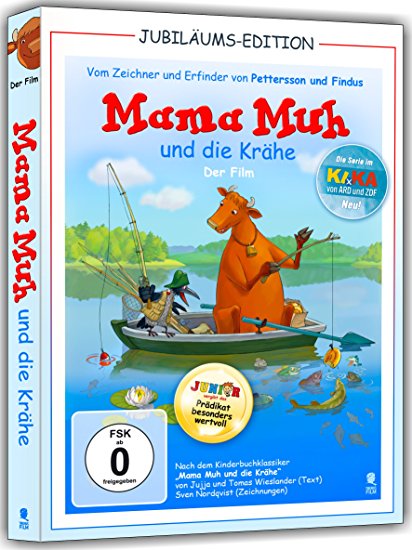 JUBILÄUMS-EDITION
Vom Zeichner und Erfinder von Pettersson und Findus
Mama Muh
und die Krähe
Der Film
Die Serie im
KiKA
von ARD und ZDF
Neu!
JUNIOR
vergibt das
Prädikat
besonders
wertvoll
FSK
ab
0
freigegeben
Nach dem Kinderbuchklassiker
„Mama Muh und die Krähe“
von Jujja und Tomas Wieslander (Text)
Sven Nordqvist (Zeichnungen)
Der Film
Mama Muh und die Krähe